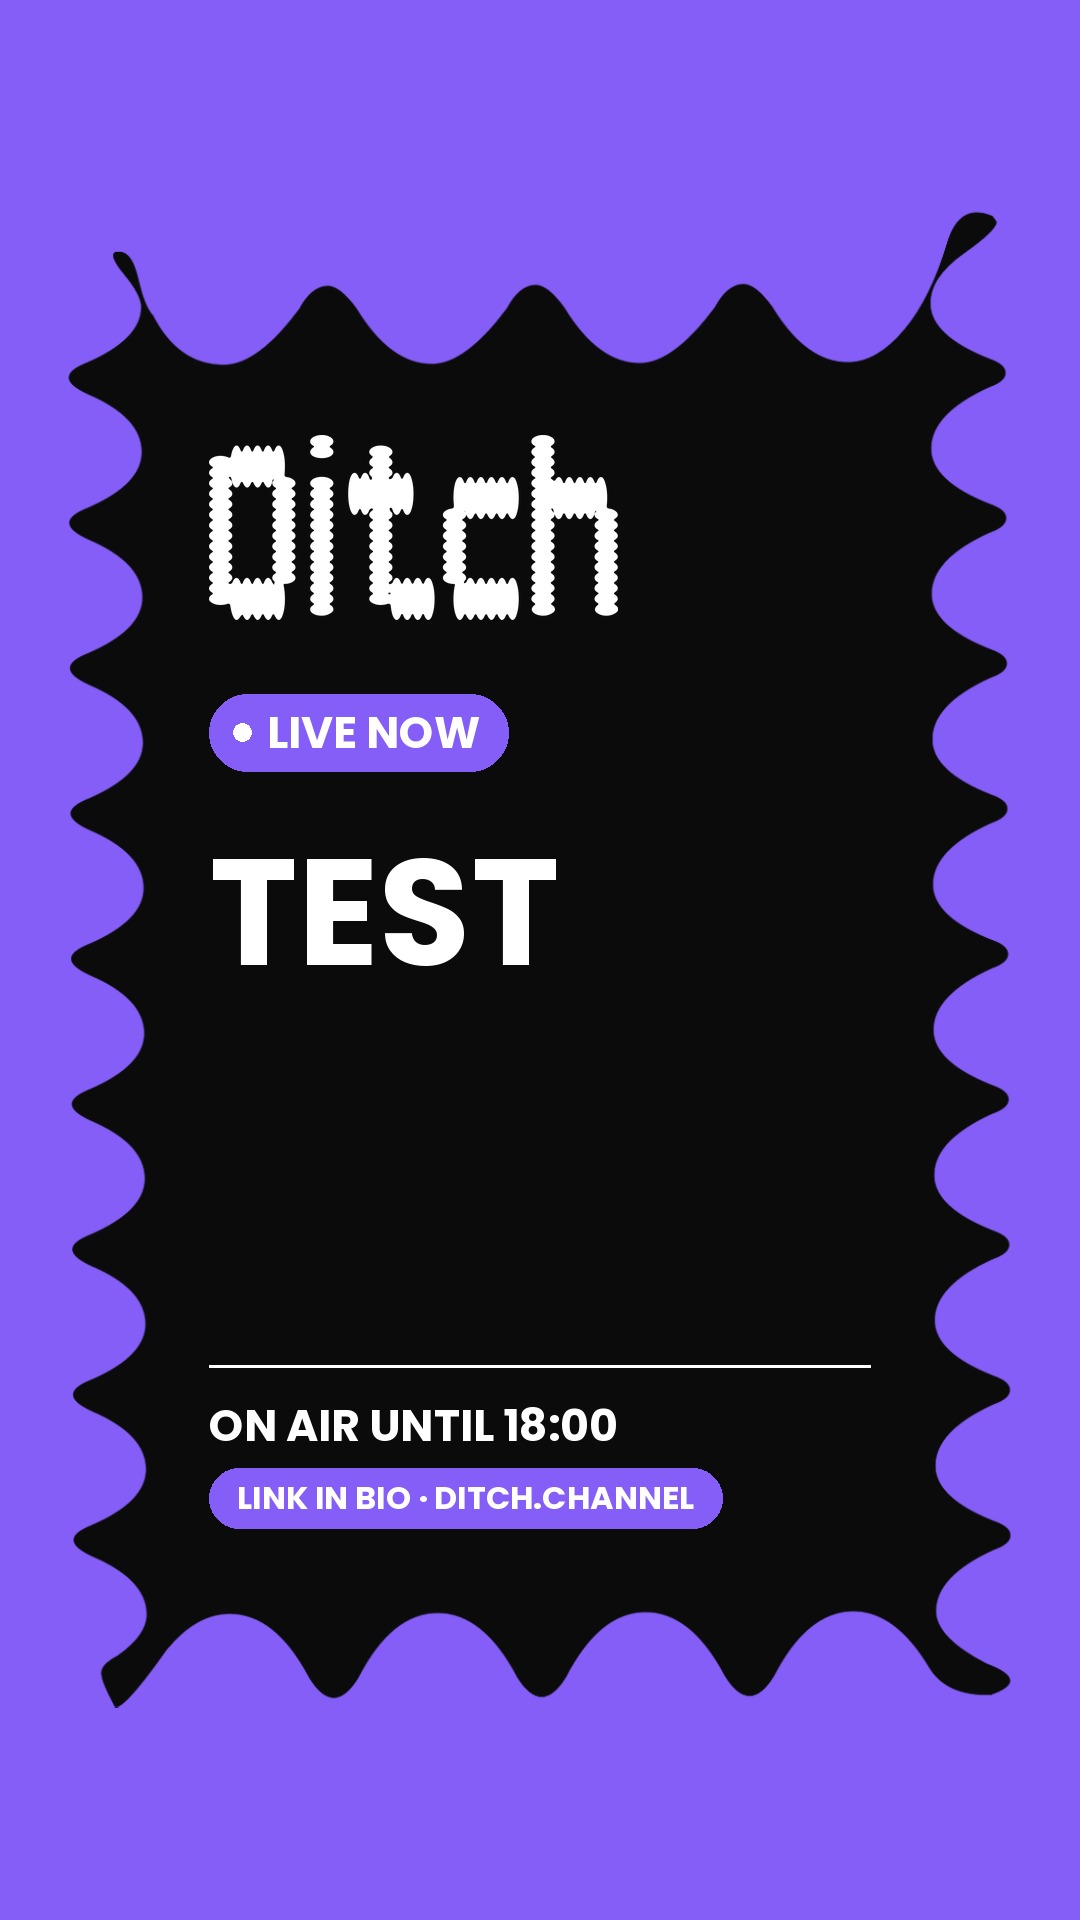 Ditch
LIVE NOW
TEST
ON AIR UNTIL 18:00
LINK IN BIO · DITCH.CHANNEL